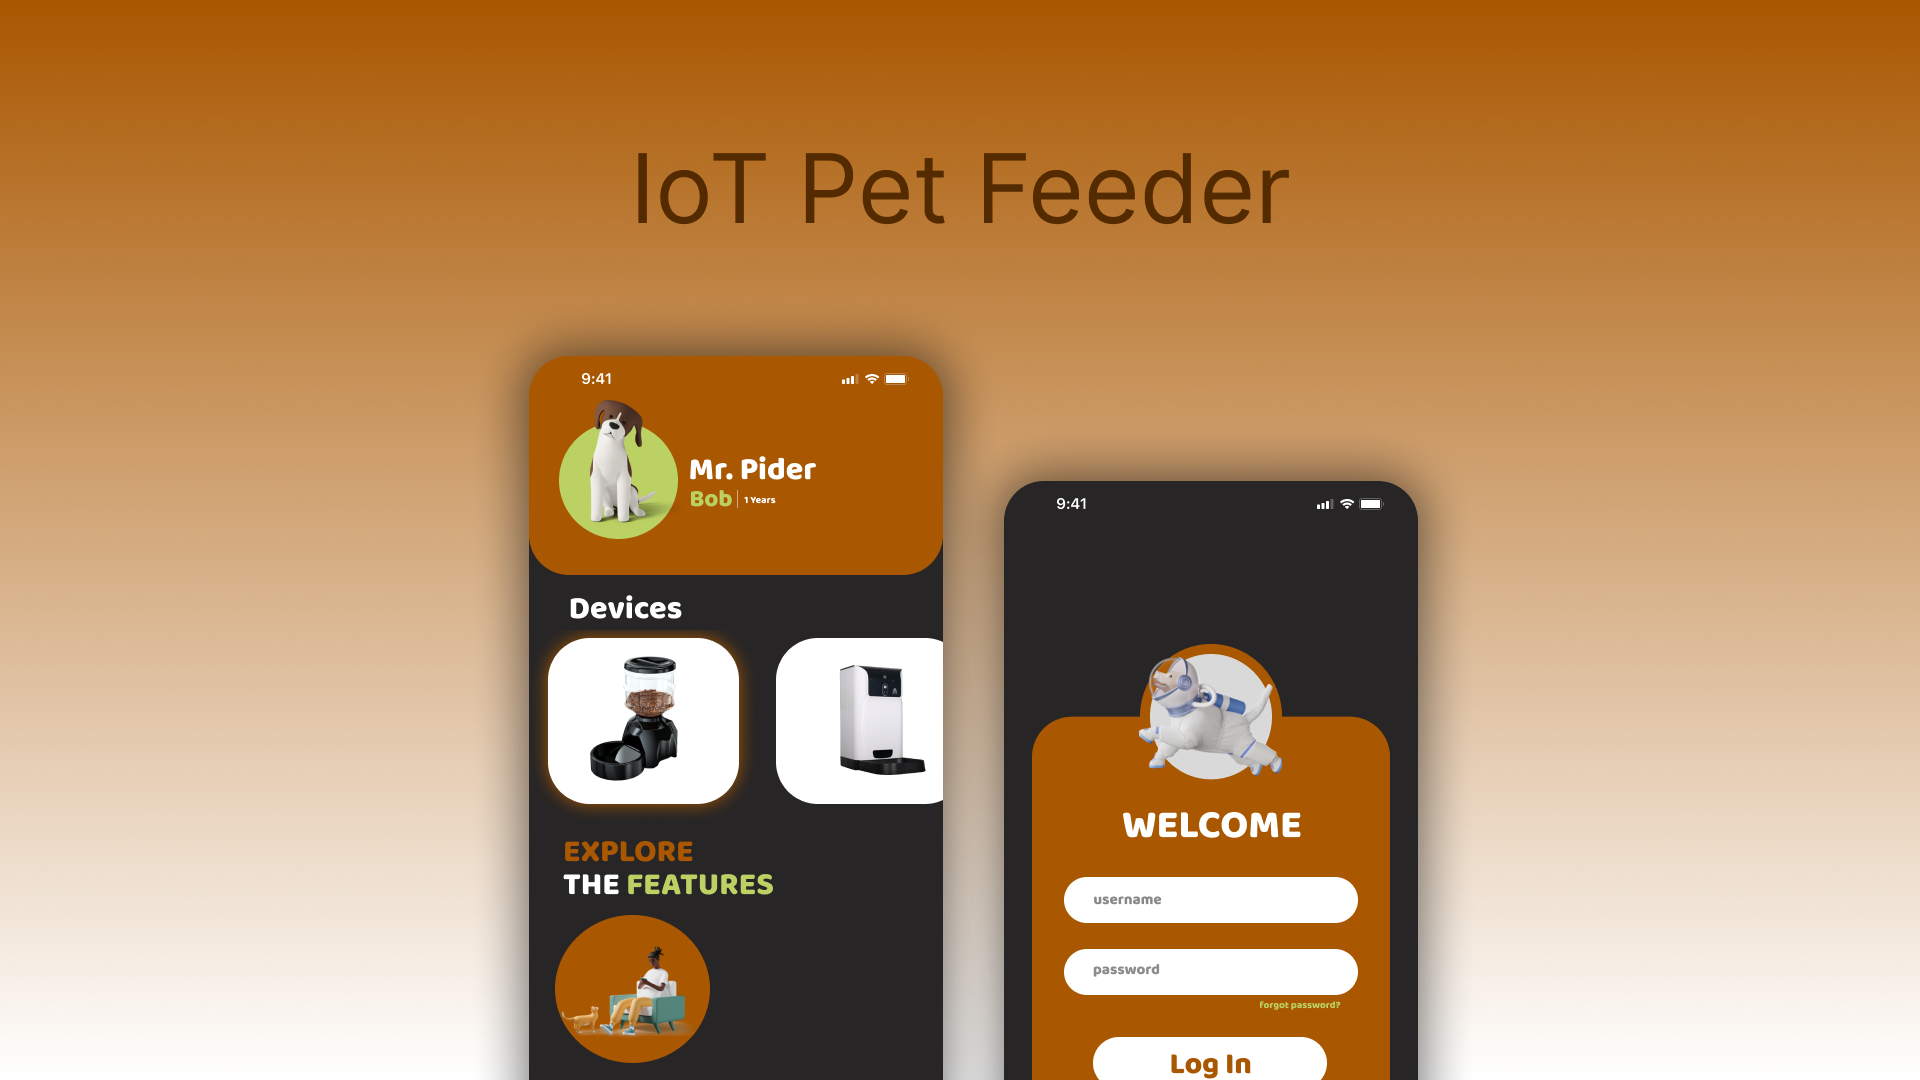 IoT Pet Feeder
9:41
Mr. Pider
Bob | 1 Years
Devices
EXPLORE
THE FEATURES
9:41
WELCOME
username
password
forgot password?
Log In